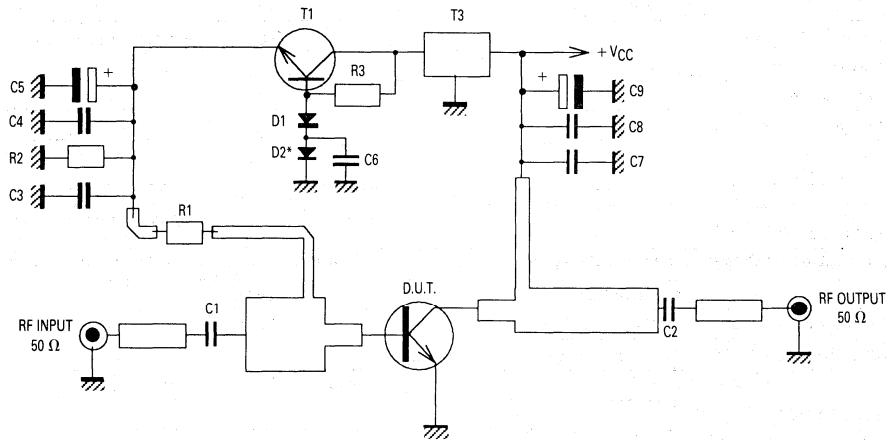 T1
T3
+VCC
R3
C5
+
C4
R2
C3
D1
D2*
C6
+
C9
C8
C7
R1
D.U.T.
C1
RF INPUT
50 Ω
C2
RF OUTPUT
50 Ω